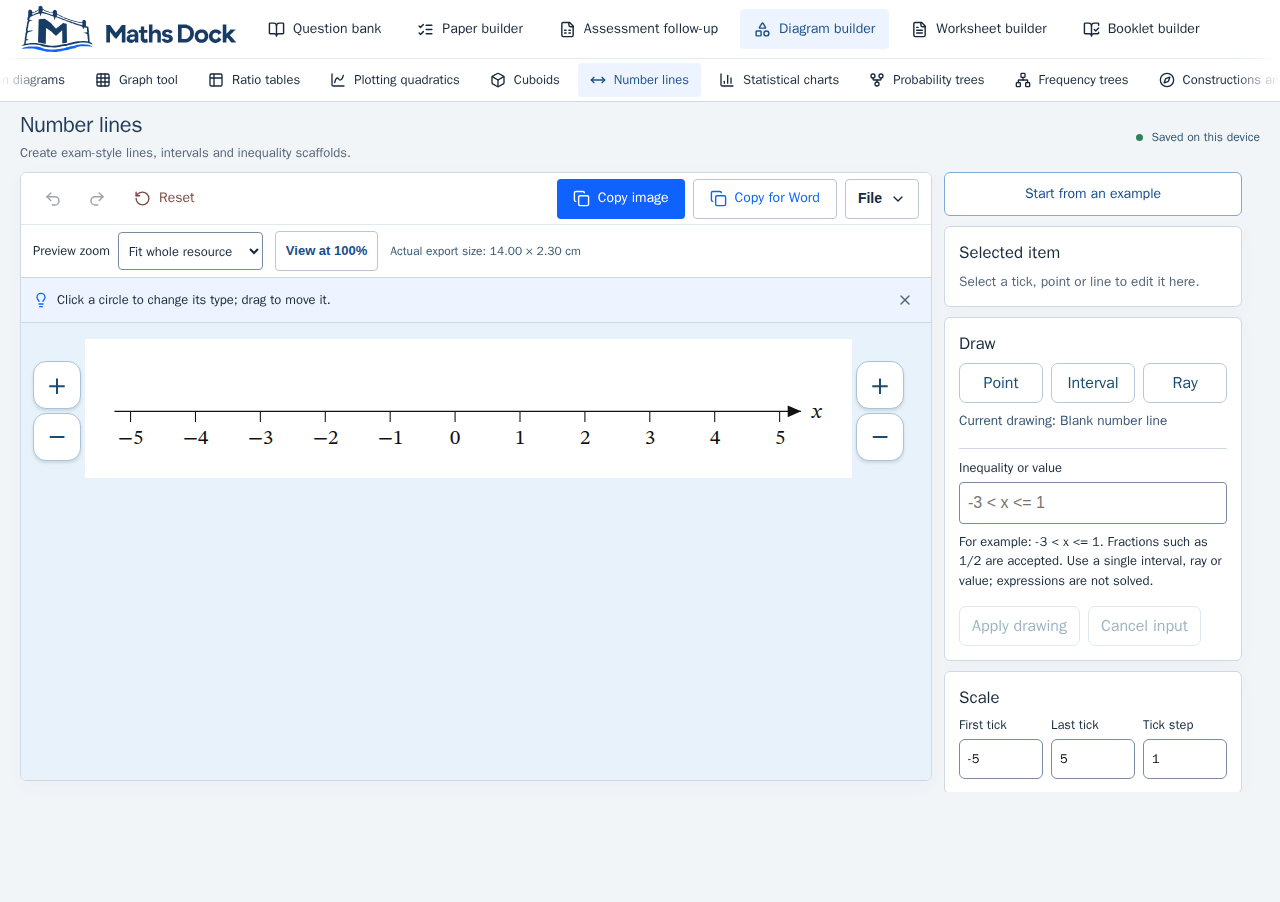 Maths Dock
Question bank
Paper builder
Assessment follow-up
Diagram builder
Worksheet builder
Booklet builder
diagrams
Graph tool
Ratio tables
Plotting quadratics
Cuboids
Number lines
Statistical charts
Probability trees
Frequency trees
Constructions
Number lines
Create exam-style lines, intervals and inequality scaffolds.
Saved on this device
Reset
Copy image
Copy for Word
File
Preview zoom
Fit whole resource
View at 100%
Actual export size: 14.00 × 2.30 cm
Click a circle to change its type; drag to move it.
−5 −4 −3 −2 −1 0 1 2 3 4 5 x
Start from an example
Selected item
Select a tick, point or line to edit it here.
Draw
Point
Interval
Ray
Current drawing: Blank number line
Inequality or value
-3 < x <= 1
For example: -3 < x <= 1. Fractions such as
1/2 are accepted. Use a single interval, ray or
value; expressions are not solved.
Apply drawing
Cancel input
Scale
First tick
Last tick
Tick step
-5
5
1